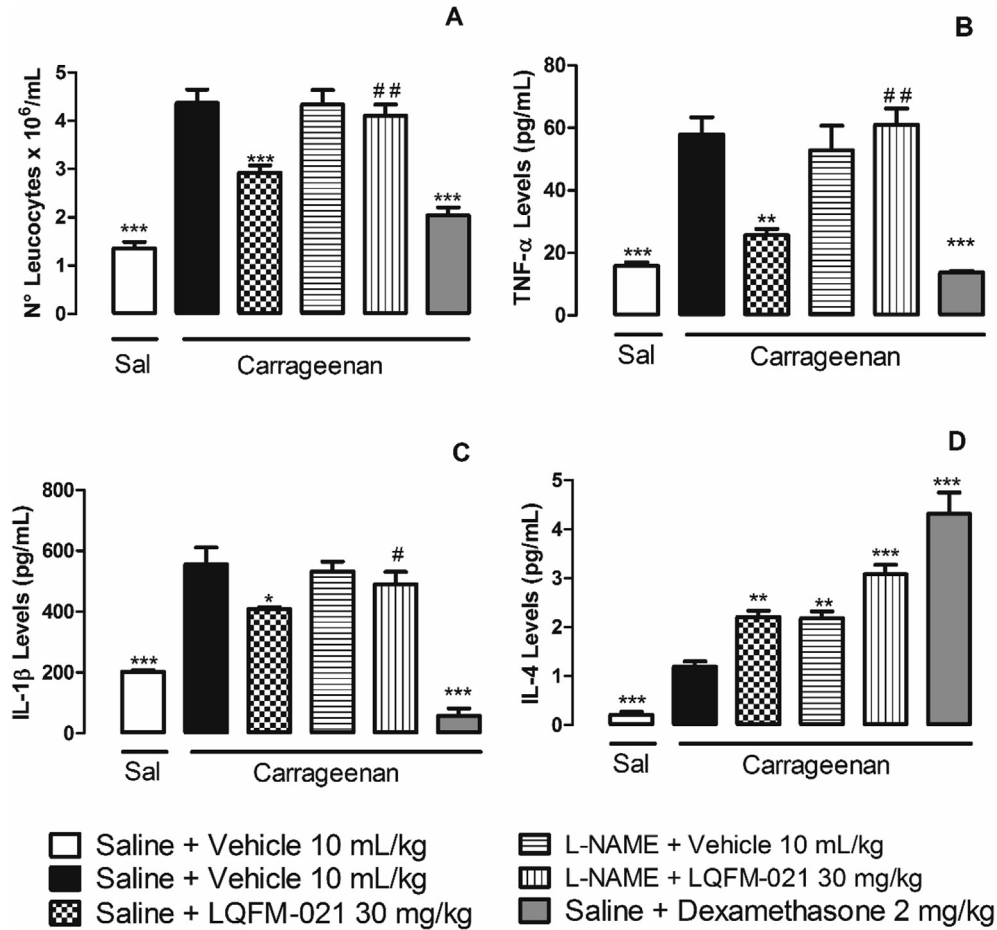 A
N° Leucocytes x 10⁶/mL
5
4
3
2
1
0
***
***
# #
***
Sal
Carrageenan
B
TNF-α Levels (pg/mL)
80
60
40
20
0
***
**
# #
***
Sal
Carrageenan
C
IL-1β Levels (pg/mL)
800
600
400
200
0
***
*
#
***
Sal
Carrageenan
D
IL-4 Levels (pg/mL)
5
4
3
2
1
0
***
**
**
***
***
Sal
Carrageenan
Saline + Vehicle 10 mL/kg
Saline + Vehicle 10 mL/kg
Saline + LQFM-021 30 mg/kg
L-NAME + Vehicle 10 mL/kg
L-NAME + LQFM-021 30 mg/kg
Saline + Dexamethasone 2 mg/kg